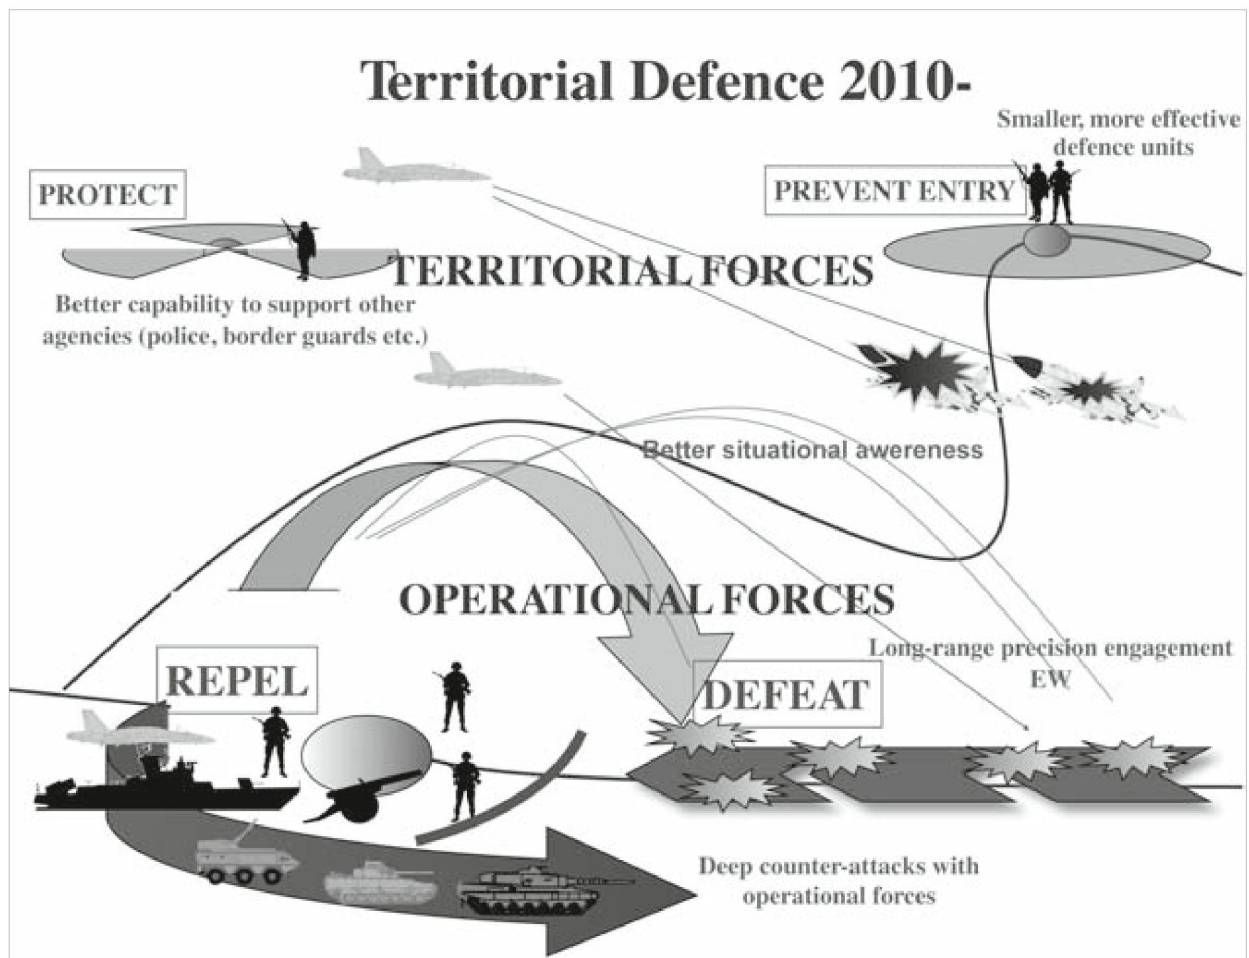 Territorial Defence 2010-
Smaller, more effective
defence units
PROTECT
PREVENT ENTRY
TERRITORIAL FORCES
Better capability to support other
agencies (police, border guards etc.)
Better situational awereness
OPERATIONAL FORCES
Long-range precision engagement
EW
REPEL
DEFEAT
Deep counter-attacks with
operational forces